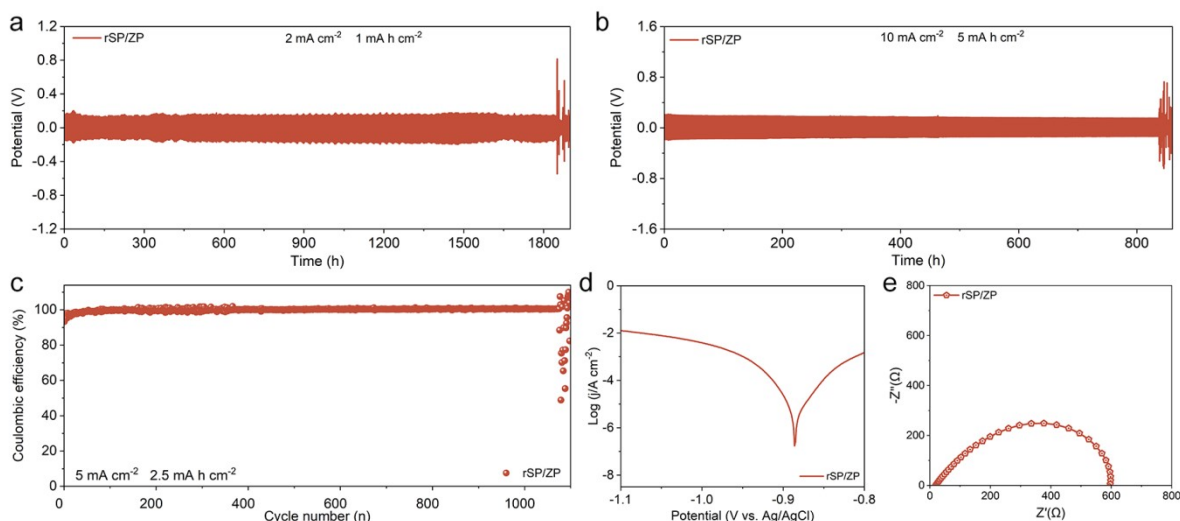 a
rSP/ZP
2 mA cm⁻² 1 mA h cm⁻²
Potential (V)
1.2
0.8
0.4
0.0
-0.4
-0.8
-1.2
0 300 600 900 1200 1500 1800
Time (h)
b
rSP/ZP
10 mA cm⁻² 5 mA h cm⁻²
Potential (V)
1.6
0.8
0.0
-0.8
-1.6
0 200 400 600 800
Time (h)
c
Coulombic efficiency (%)
100
80
60
40
20
0
5 mA cm⁻² 2.5 mA h cm⁻²
rSP/ZP
0 200 400 600 800 1000
Cycle number (n)
d
Log (j/A cm⁻²)
0
-2
-4
-6
-8
rSP/ZP
-1.1 -1.0 -0.9 -0.8
Potential (V vs. Ag/AgCl)
e
rSP/ZP
-Z"(Ω)
800
600
400
200
0
0 200 400 600 800
Z'(Ω)